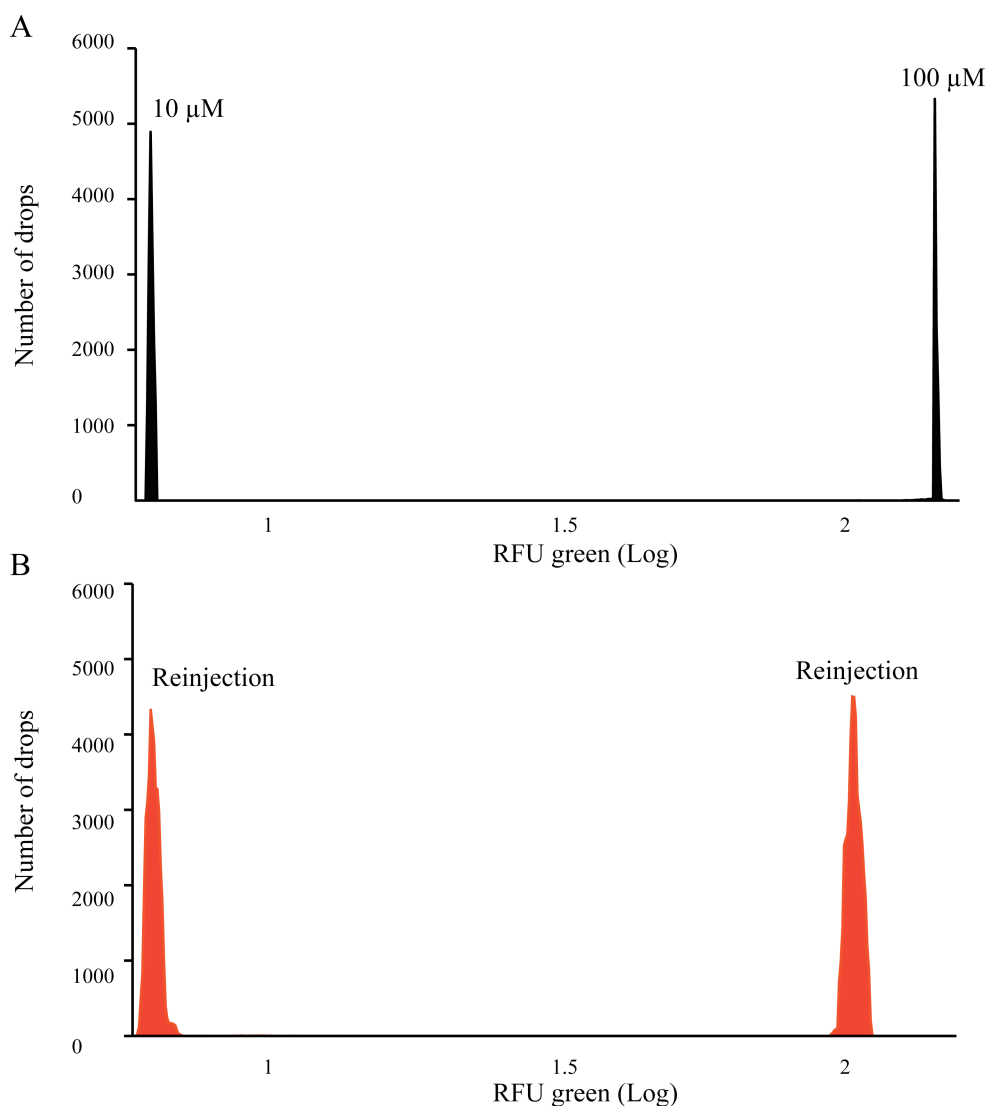 A
6000
5000
4000
3000
2000
1000
0
Number of drops
10 µM
100 µM
1
1.5
2
RFU green (Log)
B
6000
5000
4000
3000
2000
1000
0
Number of drops
Reinjection
Reinjection
1
1.5
2
RFU green (Log)